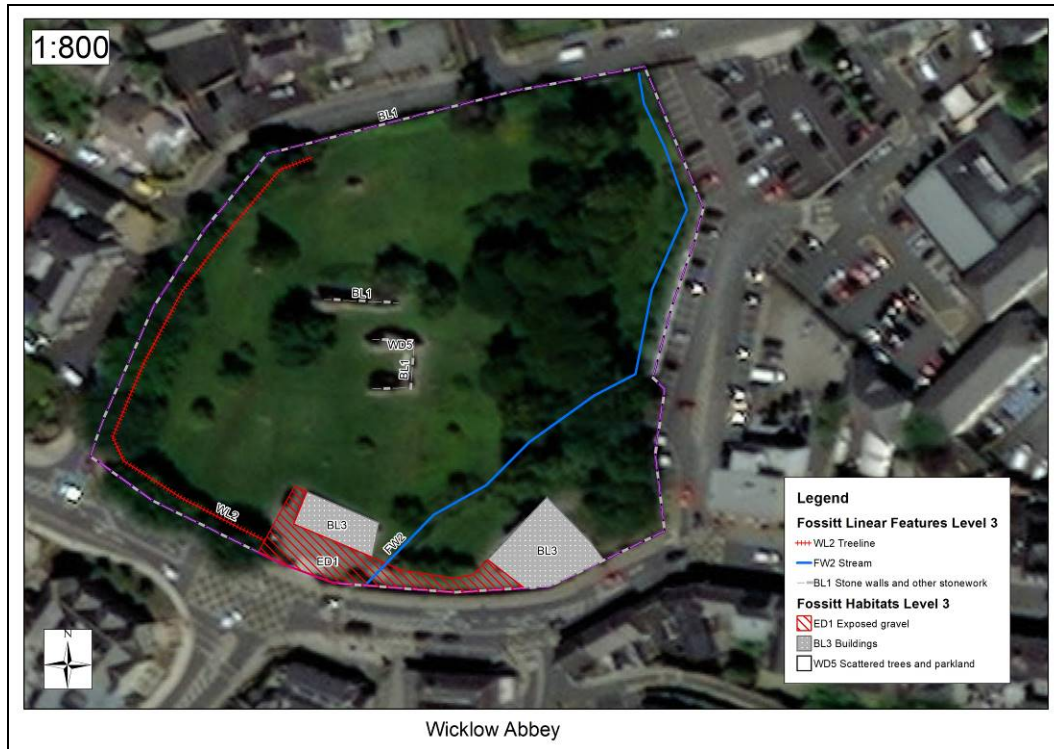 1:800
BL1
BL1
WD5
BL1
WL2
BL3
FW2
ED1
BL3
Legend
Fossitt Linear Features Level 3
WL2 Treeline
FW2 Stream
BL1 Stone walls and other stonework
Fossitt Habitats Level 3
ED1 Exposed gravel
BL3 Buildings
WD5 Scattered trees and parkland
N
Wicklow Abbey